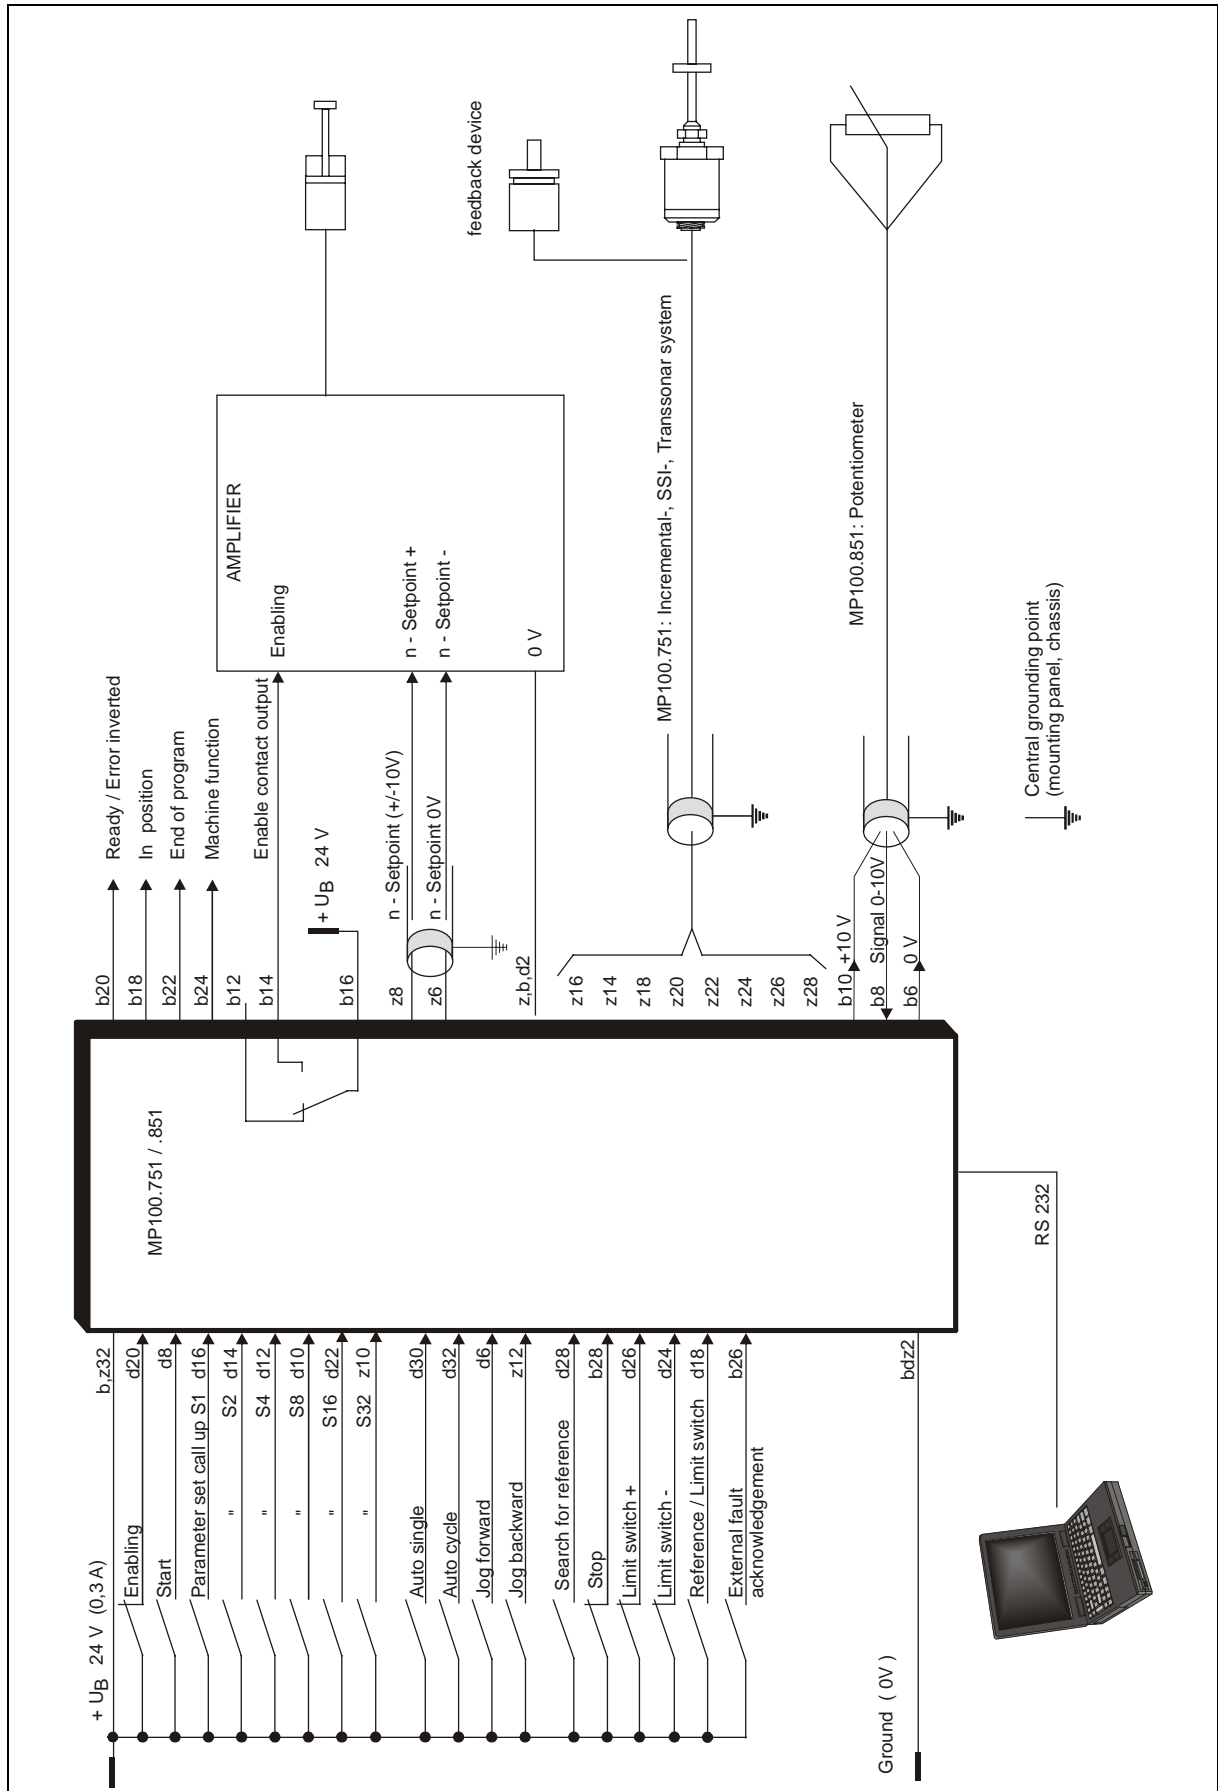 + UB 24 V (0,3 A)
b,z32
Enabling
d20
Start
d8
Parameter set call up S1
d16
" S2
d14
" S4
d12
" S8
d10
" S16
d22
" S32
z10
Auto single
d30
Auto cycle
d32
Jog forward
d6
Jog backward
z12
Search for reference
d28
Stop
b28
Limit switch +
d26
Limit switch -
d24
Reference / Limit switch
d18
External fault
acknowledgement
b26
Ground ( 0V )
bdz2
MP100.751 / .851
RS 232
b20
Ready / Error inverted
b18
In position
b22
End of program
b24
Machine function
b12
b14
Enable contact output
b16
+ UB 24 V
z8
n - Setpoint (+/-10V)
z6
n - Setpoint 0V
z,b,d2
AMPLIFIER
Enabling
n - Setpoint +
n - Setpoint -
0 V
z16
z14
z18
z20
z22
z24
z26
z28
MP100.751: Incremental-, SSI-, Transsonar system
feedback device
b10
+10 V
b8
Signal 0-10V
b6
0 V
MP100.851: Potentiometer
Central grounding point
(mounting panel, chassis)